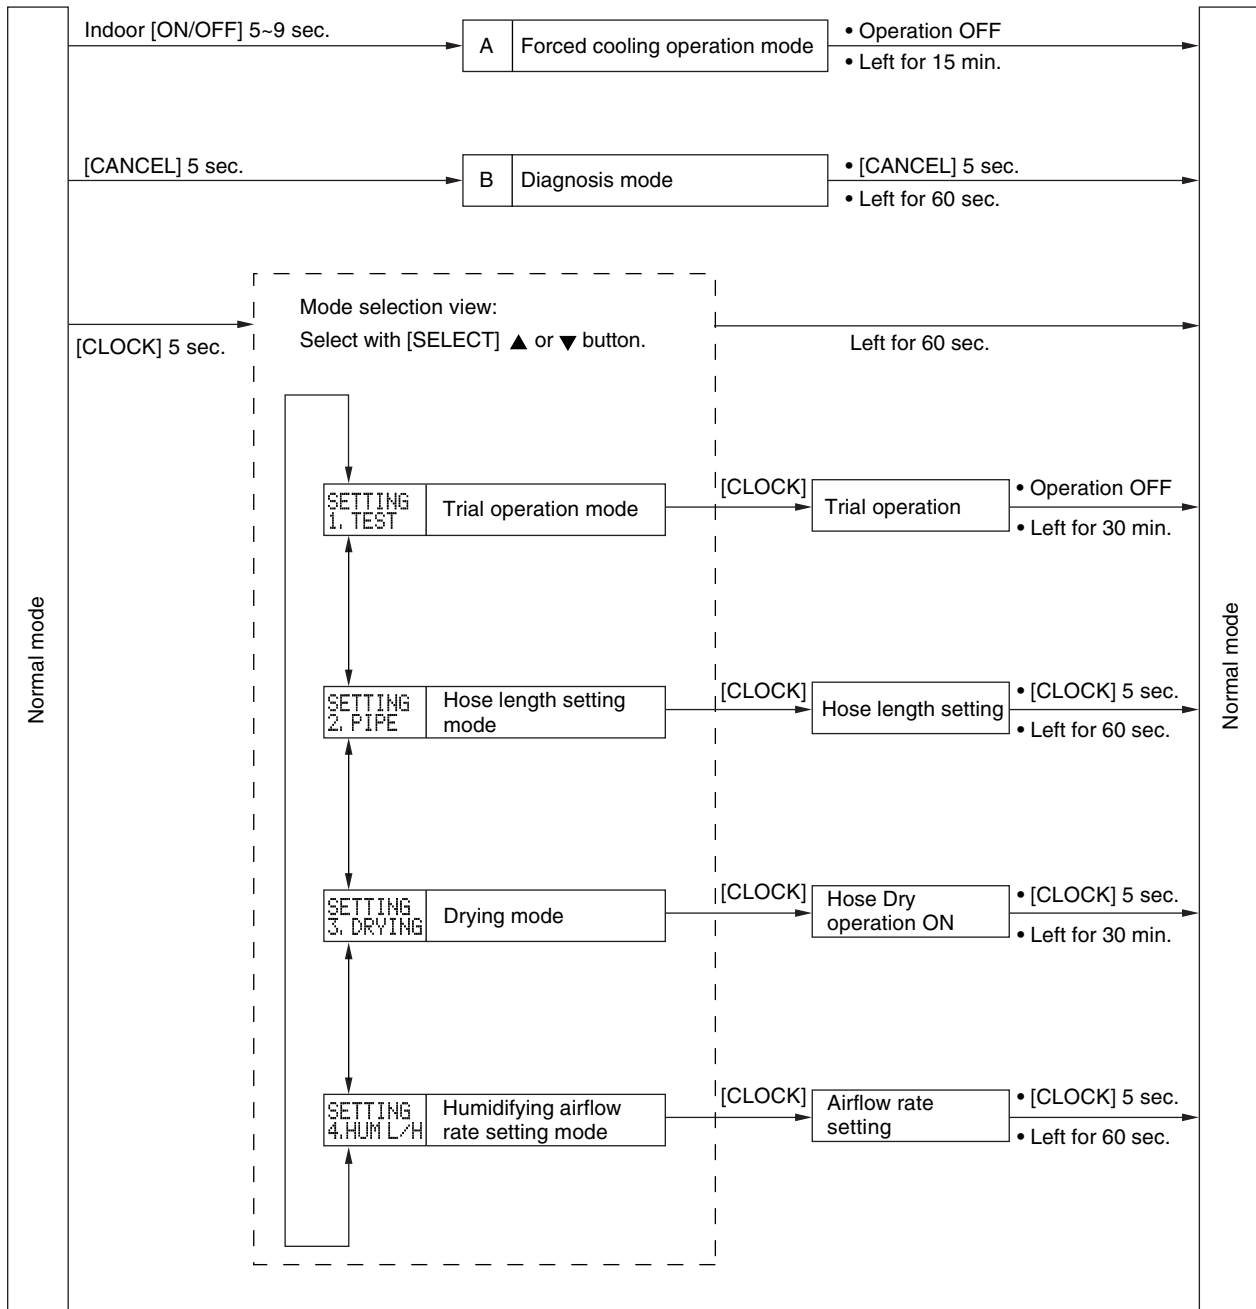 Indoor [ON/OFF] 5~9 sec.
A
Forced cooling operation mode
• Operation OFF
• Left for 15 min.
[CANCEL] 5 sec.
B
Diagnosis mode
• [CANCEL] 5 sec.
• Left for 60 sec.
Mode selection view:
Select with [SELECT] ▲ or ▼ button.
[CLOCK] 5 sec.
Left for 60 sec.
SETTING
1. TEST
Trial operation mode
[CLOCK]
Trial operation
• Operation OFF
• Left for 30 min.
Normal mode
Normal mode
SETTING
2. PIPE
Hose length setting
mode
[CLOCK]
Hose length setting
• [CLOCK] 5 sec.
• Left for 60 sec.
SETTING
3. DRYING
Drying mode
[CLOCK]
Hose Dry
operation ON
• [CLOCK] 5 sec.
• Left for 30 min.
SETTING
4.HUM L/H
Humidifying airflow
rate setting mode
[CLOCK]
Airflow rate
setting
• [CLOCK] 5 sec.
• Left for 60 sec.